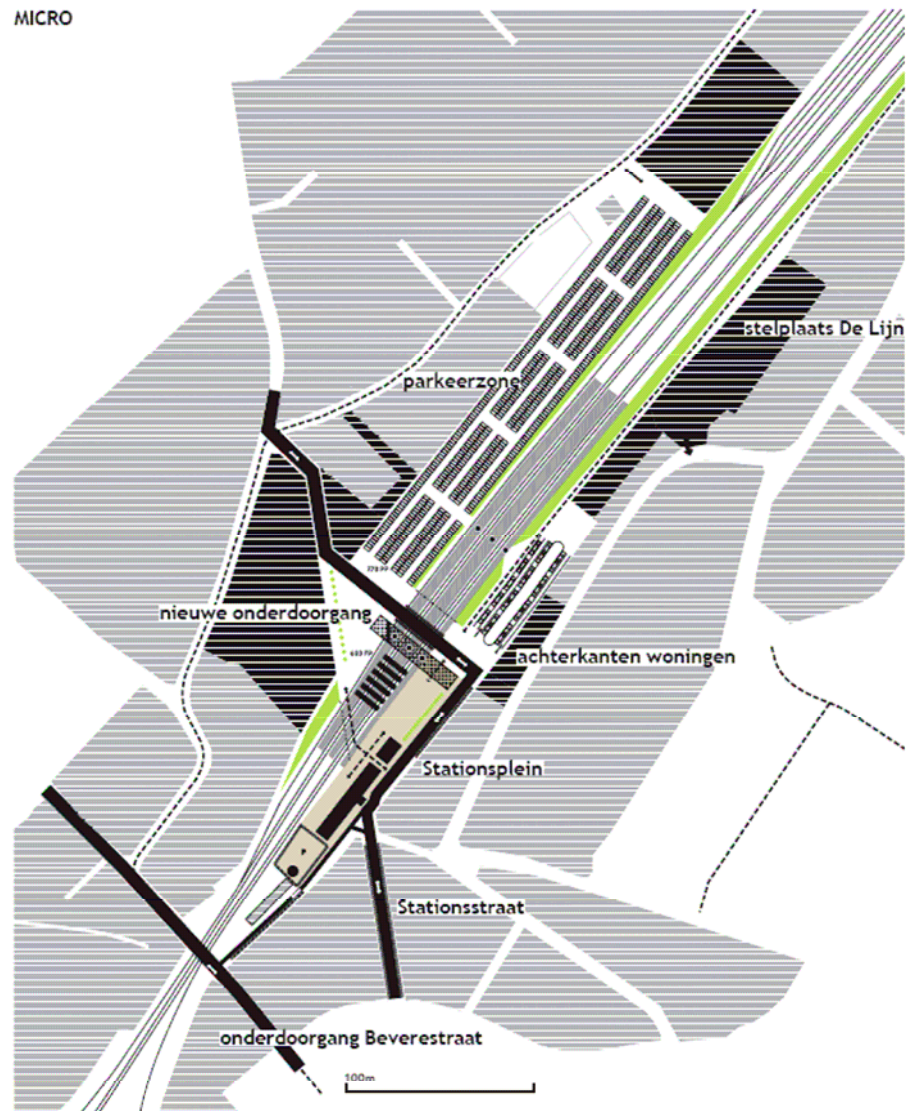 MICRO
stelplaats De Lijn
parkeerzone
nieuwe onderdoorgang
achterkanten woningen
Stationsplein
Stationsstraat
onderdoorgang Beverestraat
100m